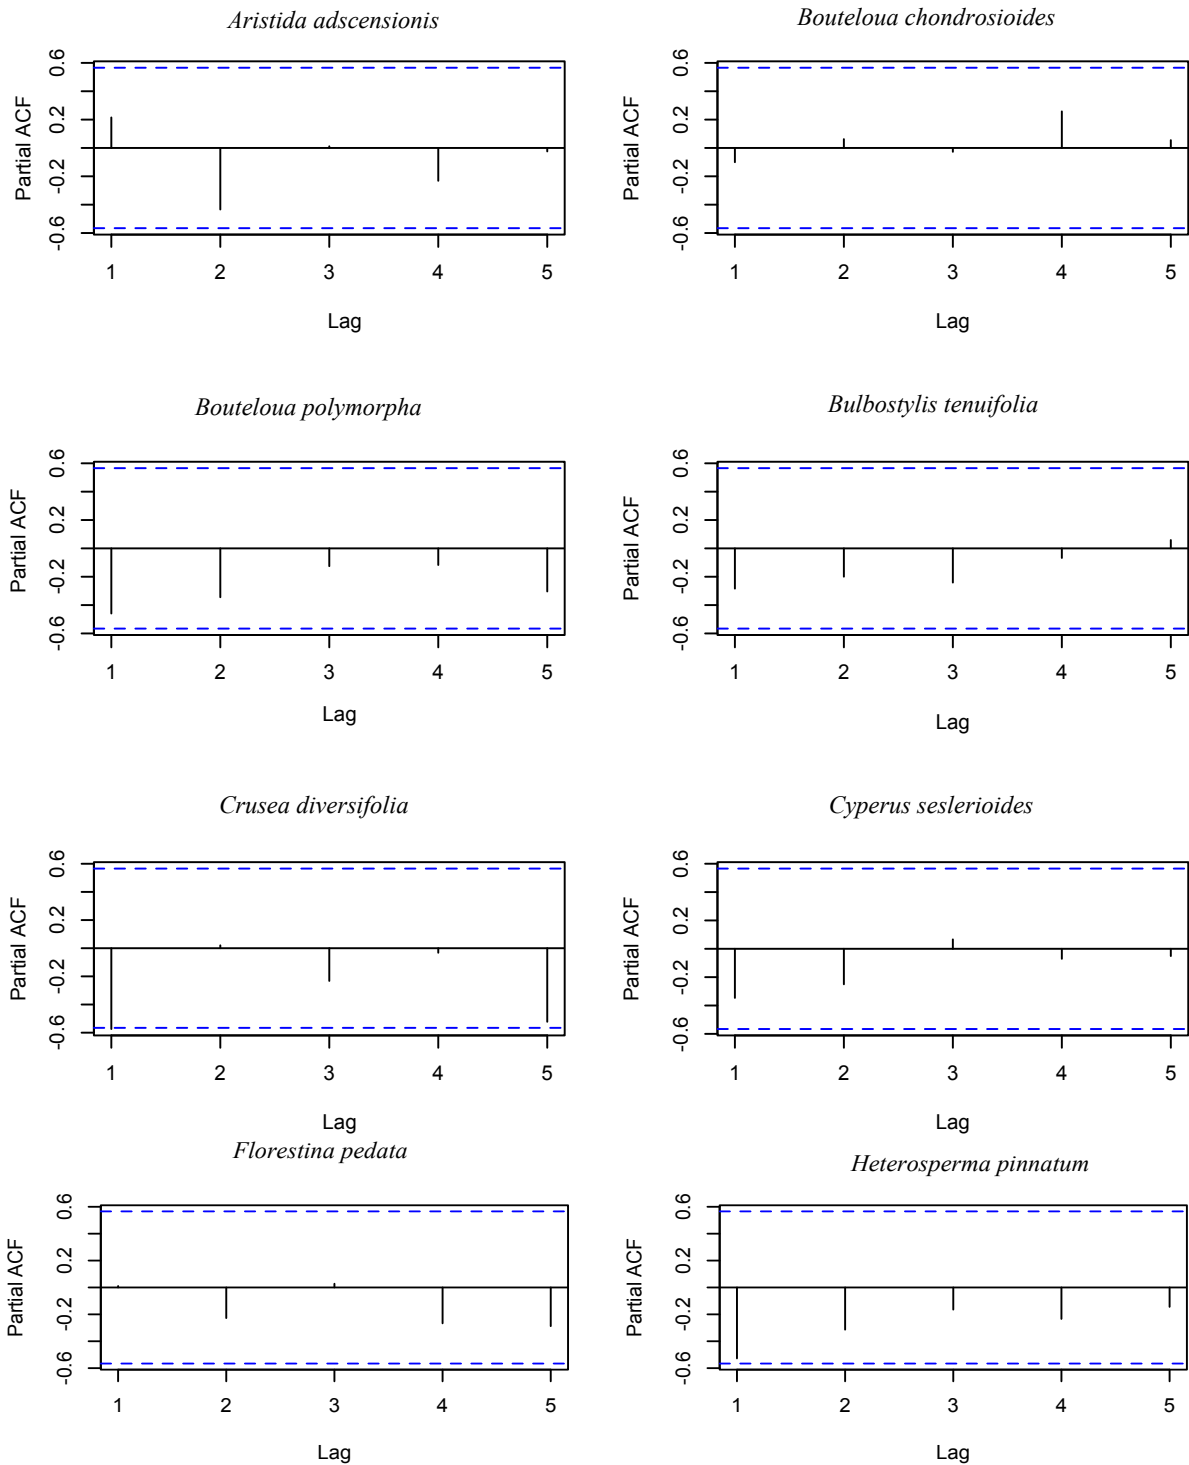 Aristida adscensionis
Partial ACF
0.6
0.2
-0.2
-0.6
1 2 3 4 5
Lag
Bouteloua chondrosioides
Partial ACF
0.6
0.2
-0.2
-0.6
1 2 3 4 5
Lag
Bouteloua polymorpha
Partial ACF
0.6
0.2
-0.2
-0.6
1 2 3 4 5
Lag
Bulbostylis tenuifolia
Partial ACF
0.6
0.2
-0.2
-0.6
1 2 3 4 5
Lag
Crusea diversifolia
Partial ACF
0.6
0.2
-0.2
-0.6
1 2 3 4 5
Lag
Cyperus seslerioides
Partial ACF
0.6
0.2
-0.2
-0.6
1 2 3 4 5
Lag
Florestina pedata
Partial ACF
0.6
0.2
-0.2
-0.6
1 2 3 4 5
Lag
Heterosperma pinnatum
Partial ACF
0.6
0.2
-0.2
-0.6
1 2 3 4 5
Lag